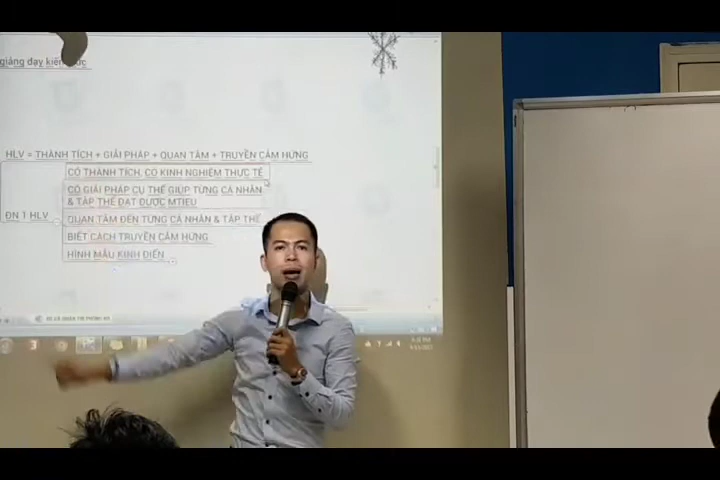 giảng dạy kiến thức
HLV = THÀNH TÍCH + GIẢI PHÁP + QUAN TÂM + TRUYỀN CẢM HỨNG
CÓ THÀNH TÍCH, CÓ KINH NGHIỆM THỰC TẾ
CÓ GIẢI PHÁP CỤ THỂ GIÚP TỪNG CÁ NHÂN
& TẬP THỂ ĐẠT ĐƯỢC MTIEU
ĐN 1 HLV
QUAN TÂM ĐẾN TỪNG CÁ NHÂN & TẬP THỂ
BIẾT CÁCH TRUYỀN CẢM HỨNG
HÌNH MẪU KINH ĐIỂN